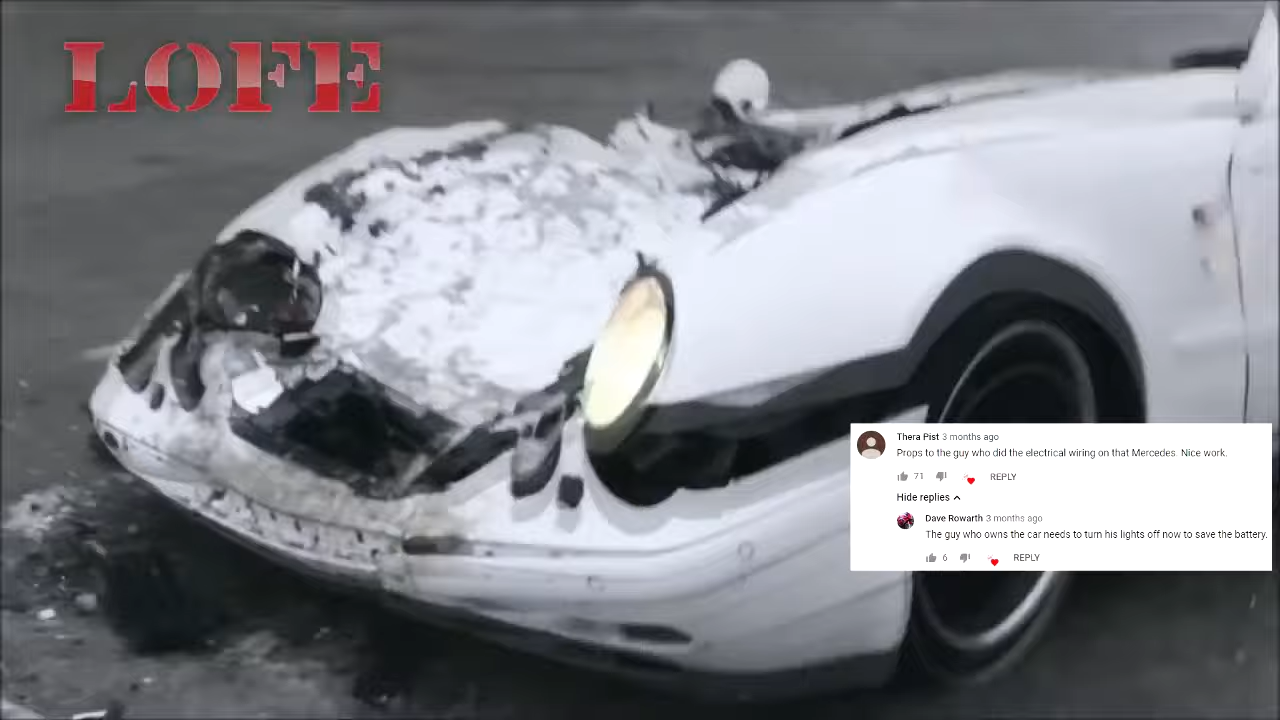 LOFE
Thera Pist 3 months ago
Props to the guy who did the electrical wiring on that Mercedes. Nice work.
71 REPLY
Hide replies
Dave Rowarth 3 months ago
The guy who owns the car needs to turn his lights off now to save the battery.
6 REPLY